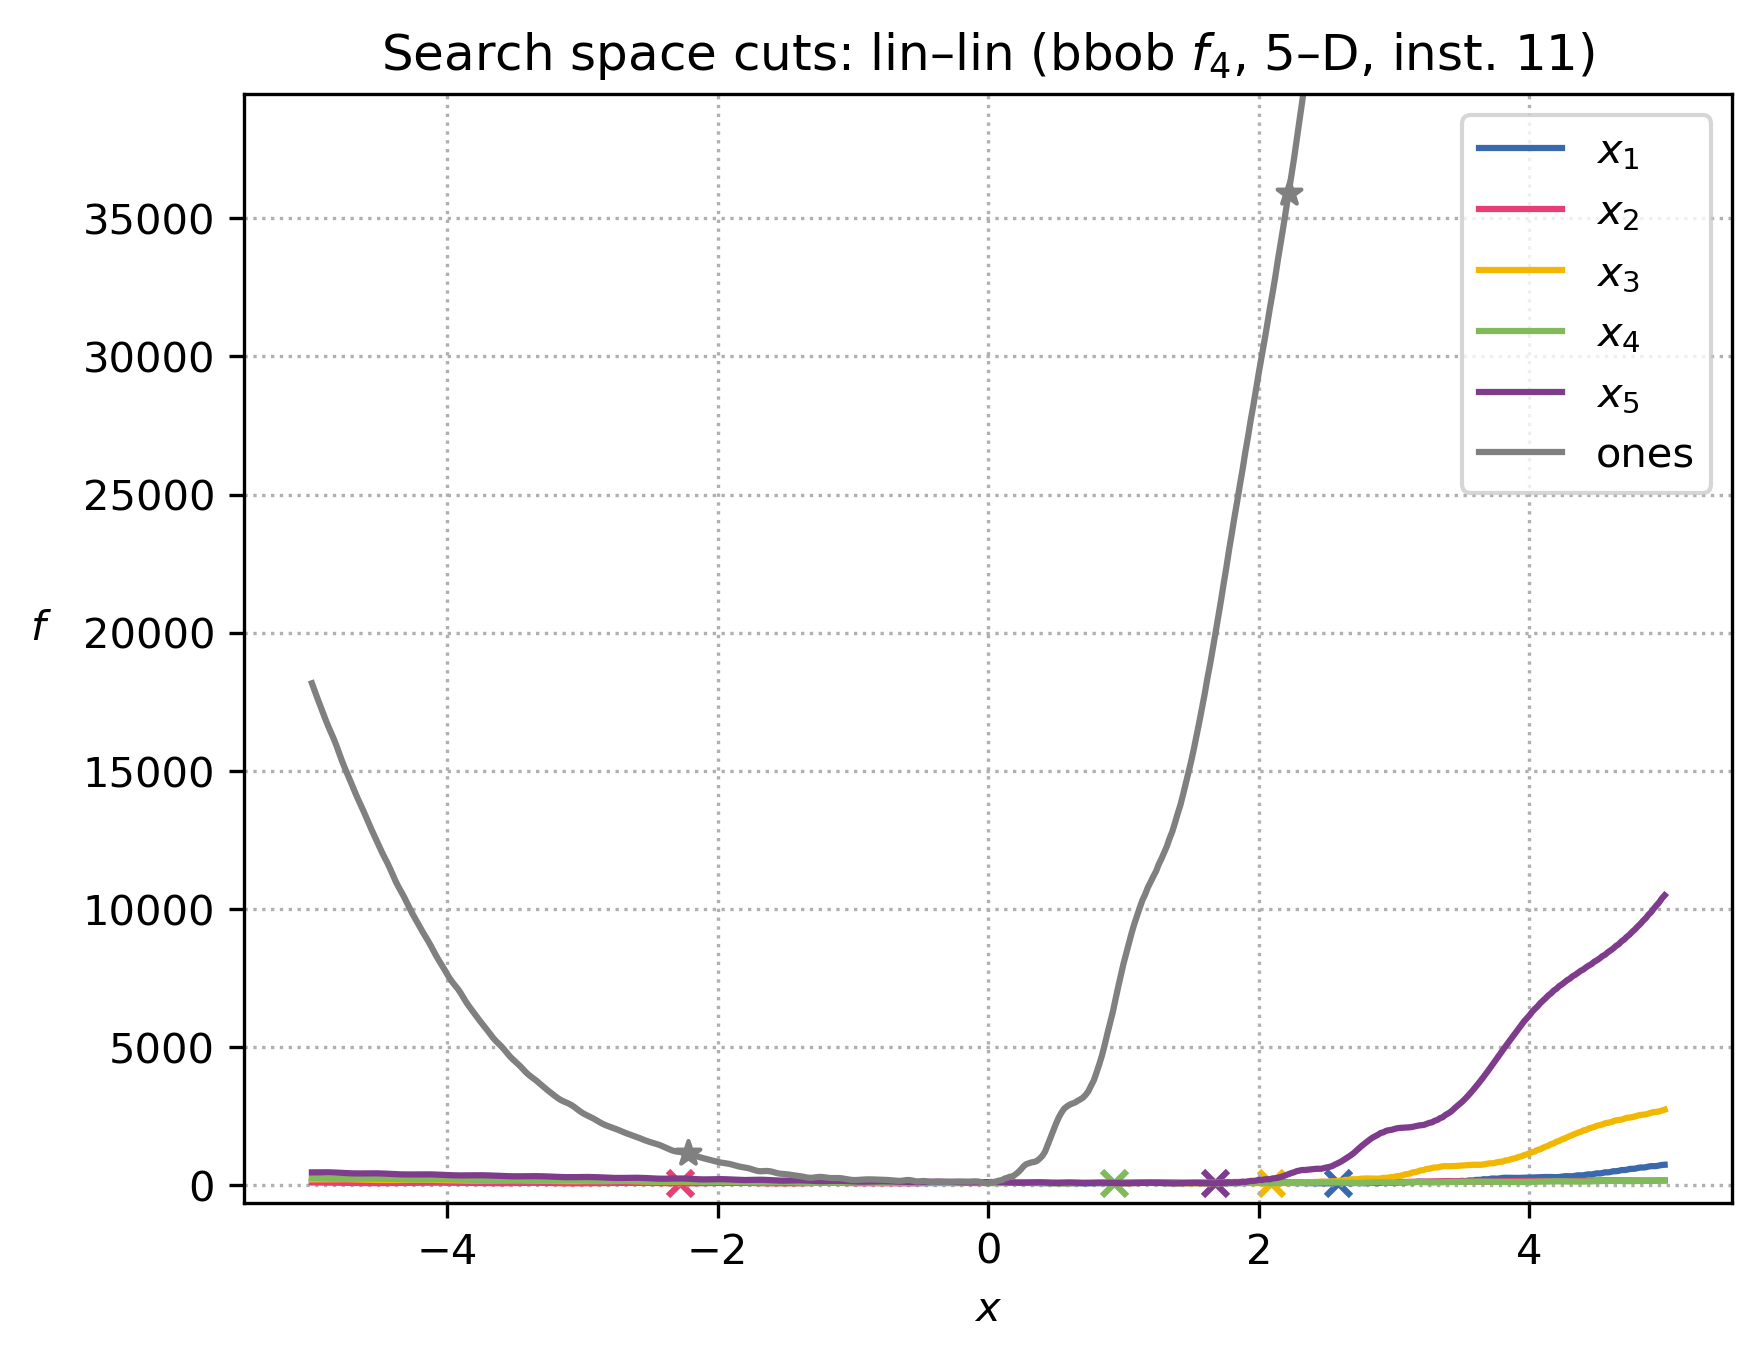 Search space cuts: lin–lin (bbob f₄, 5–D, inst. 11)
x₁
x₂
x₃
x₄
x₅
ones
35000
30000
25000
20000
15000
10000
5000
0
f
−4 −2 0 2 4
x